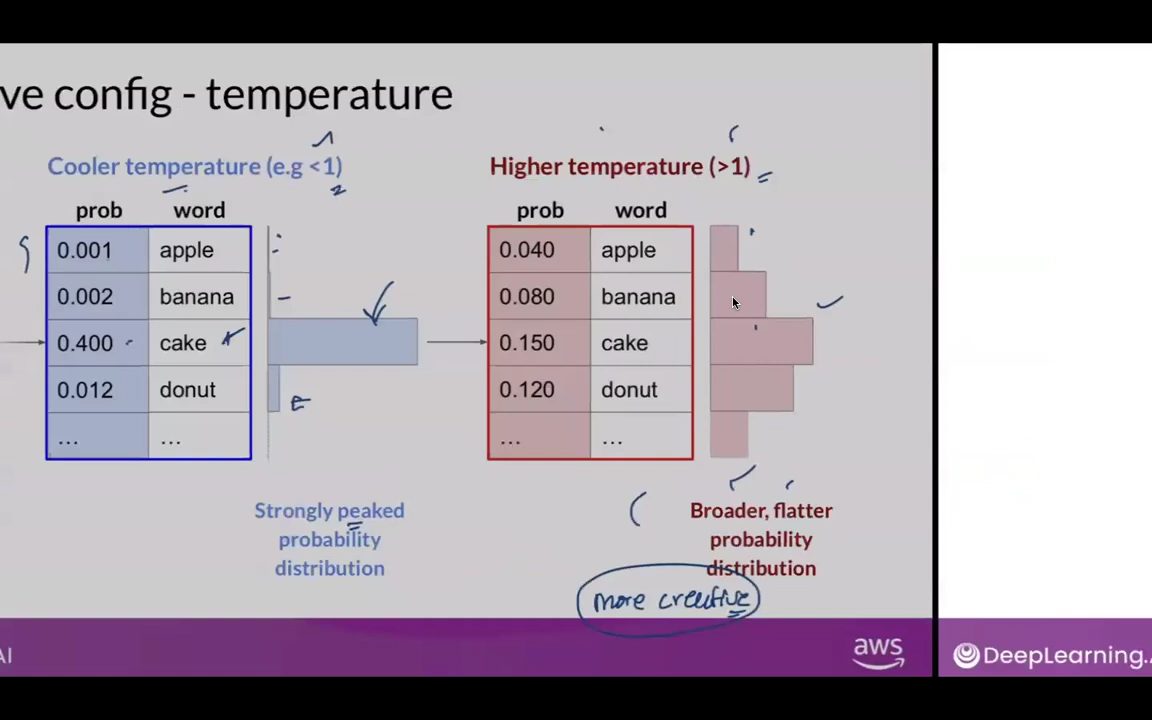 ve config - temperature
Cooler temperature (e.g <1)
prob word
0.001 apple
0.002 banana
0.400 cake
0.012 donut
... ...
Strongly peaked
probability
distribution
Higher temperature (>1)
prob word
0.040 apple
0.080 banana
0.150 cake
0.120 donut
... ...
Broader, flatter
probability
distribution
more creative
AI
aws
DeepLearning.